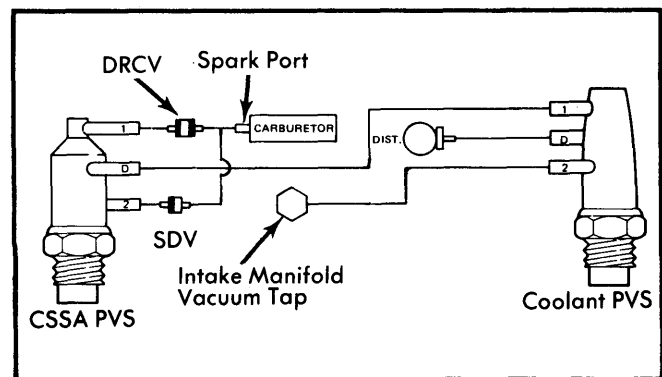 DRCV
Spark Port
1
CARBURETOR
D
2
SDV
CSSA PVS
Intake Manifold
Vacuum Tap
DIST.
1
D
2
Coolant PVS